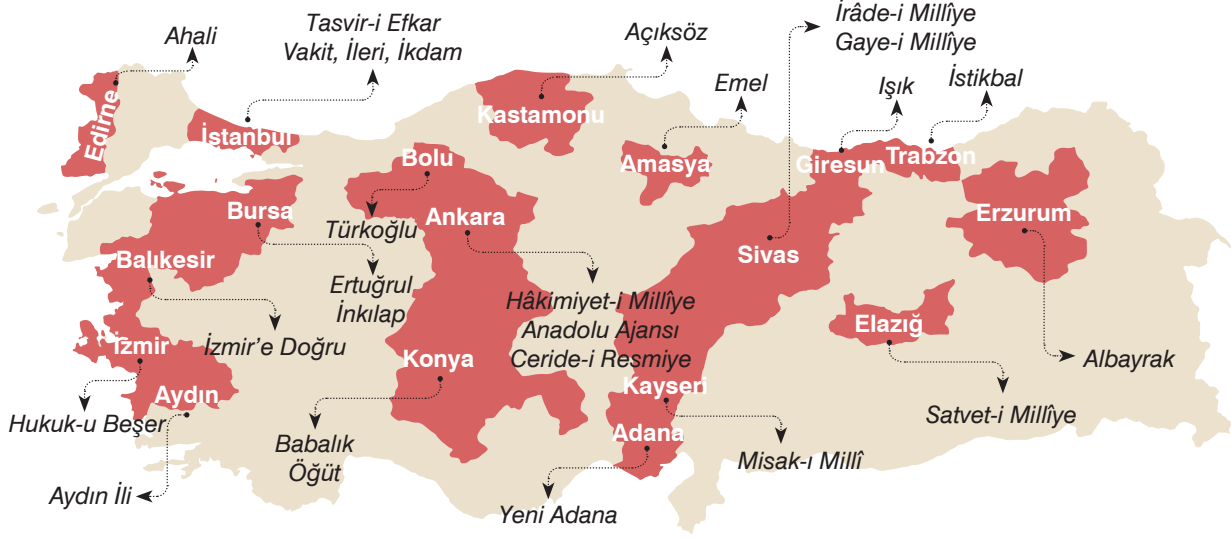 İrâde-i Millîye
Gaye-i Millîye
Tasvir-i Efkar
Vakit, İleri, İkdam
Ahali
Açıksöz
Emel
Işık
İstikbal
Edirne
İstanbul
Kastamonu
Bolu
Amasya
Giresun
Trabzon
Bursa
Türkoğlu
Ankara
Erzurum
Sivas
Balıkesir
Ertuğrul
İnkılap
Hâkimiyet-i Millîye
Anadolu Ajansı
Ceride-i Resmiye
Elazığ
İzmir
İzmir’e Doğru
Konya
Albayrak
Aydın
Kayseri
Hukuk-u Beşer
Satvet-i Millîye
Adana
Babalık
Öğüt
Misak-ı Millî
Aydın İli
Yeni Adana